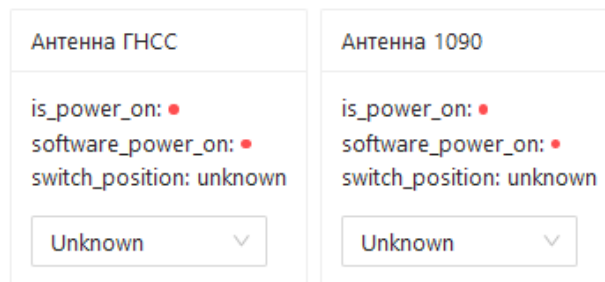 Антенна ГНСС
is_power_on:
software_power_on:
switch_position: unknown
Unknown
Антенна 1090
is_power_on:
software_power_on:
switch_position: unknown
Unknown